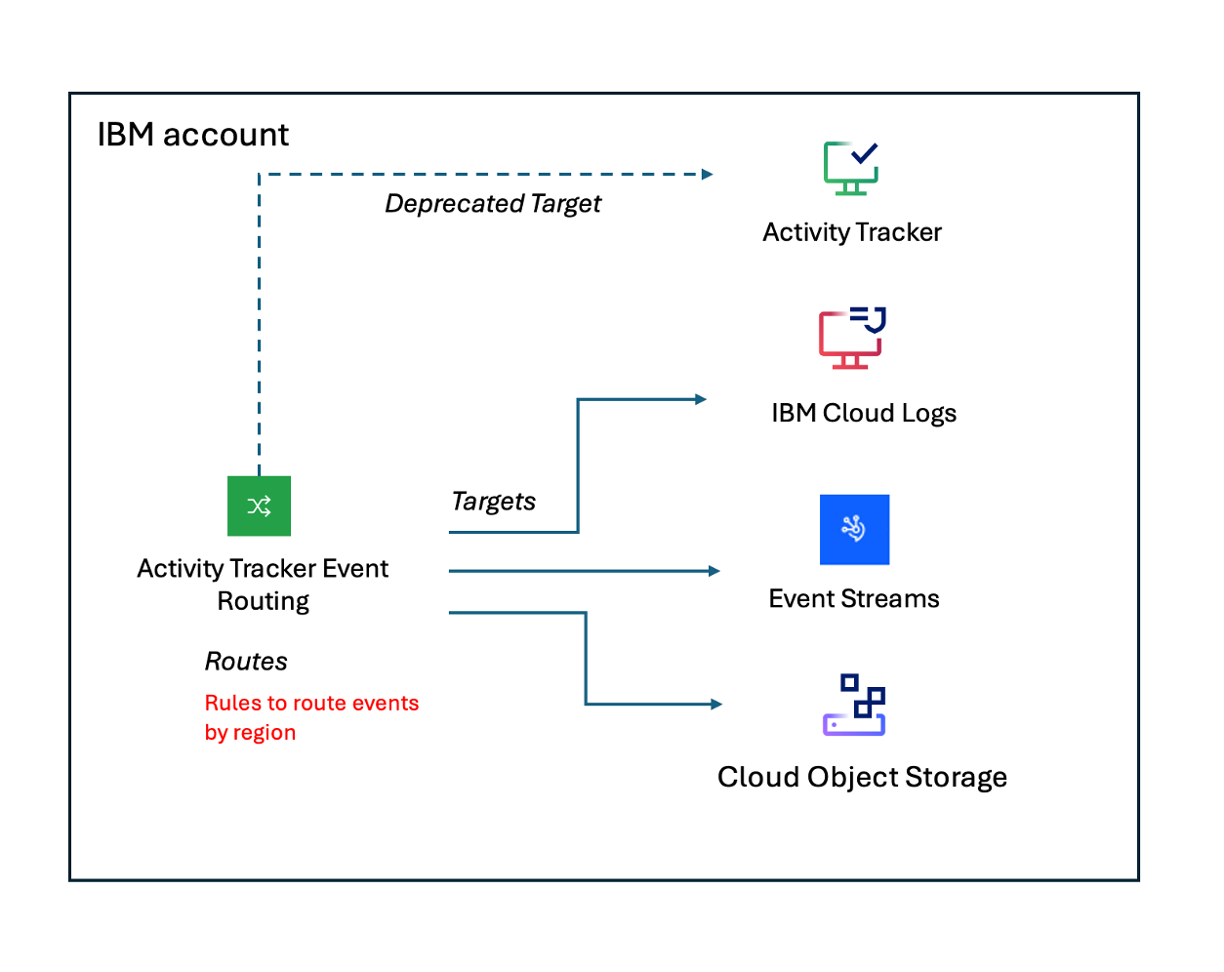 IBM account
Deprecated Target
Activity Tracker
IBM Cloud Logs
Targets
Activity Tracker Event
Routing
Event Streams
Routes
Rules to route events
by region
Cloud Object Storage